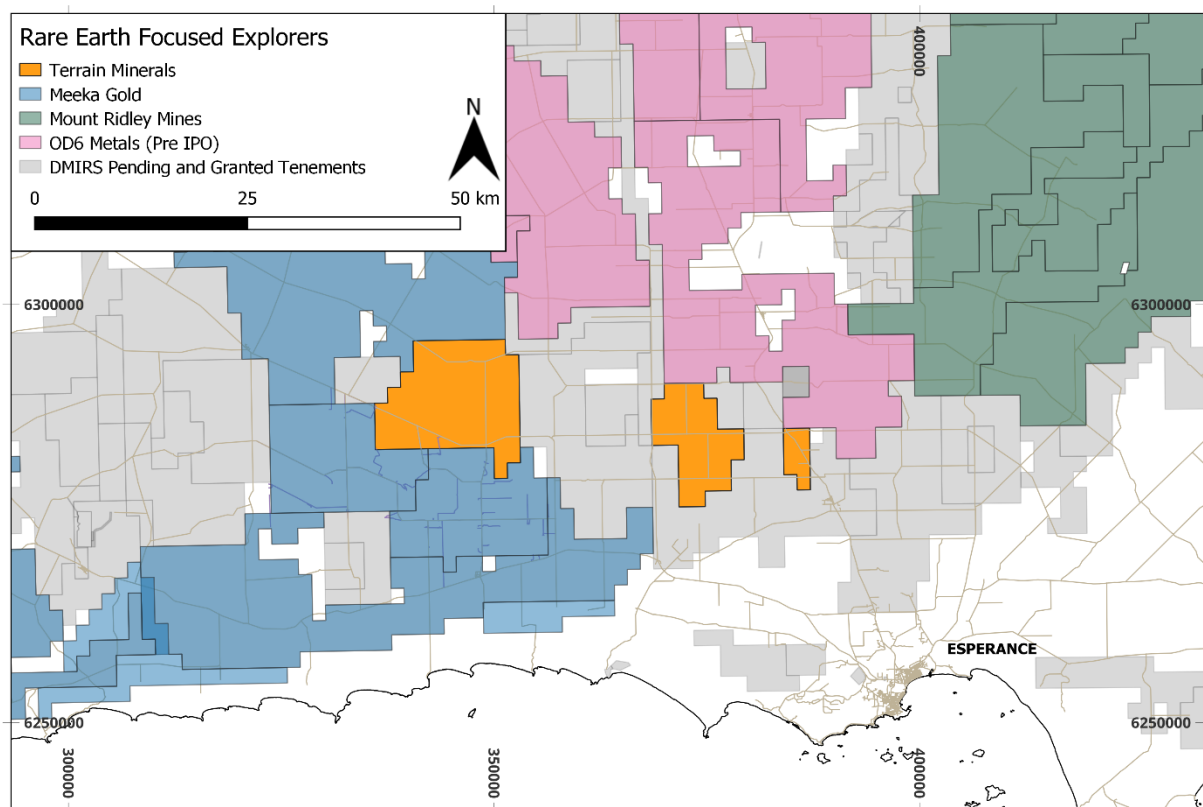 Rare Earth Focused Explorers
Terrain Minerals
Meeka Gold
Mount Ridley Mines
OD6 Metals (Pre IPO)
DMIRS Pending and Granted Tenements
N
0 25 50 km
400000
6300000 6300000
ESPERANCE
6250000 6250000
300000 350000 400000